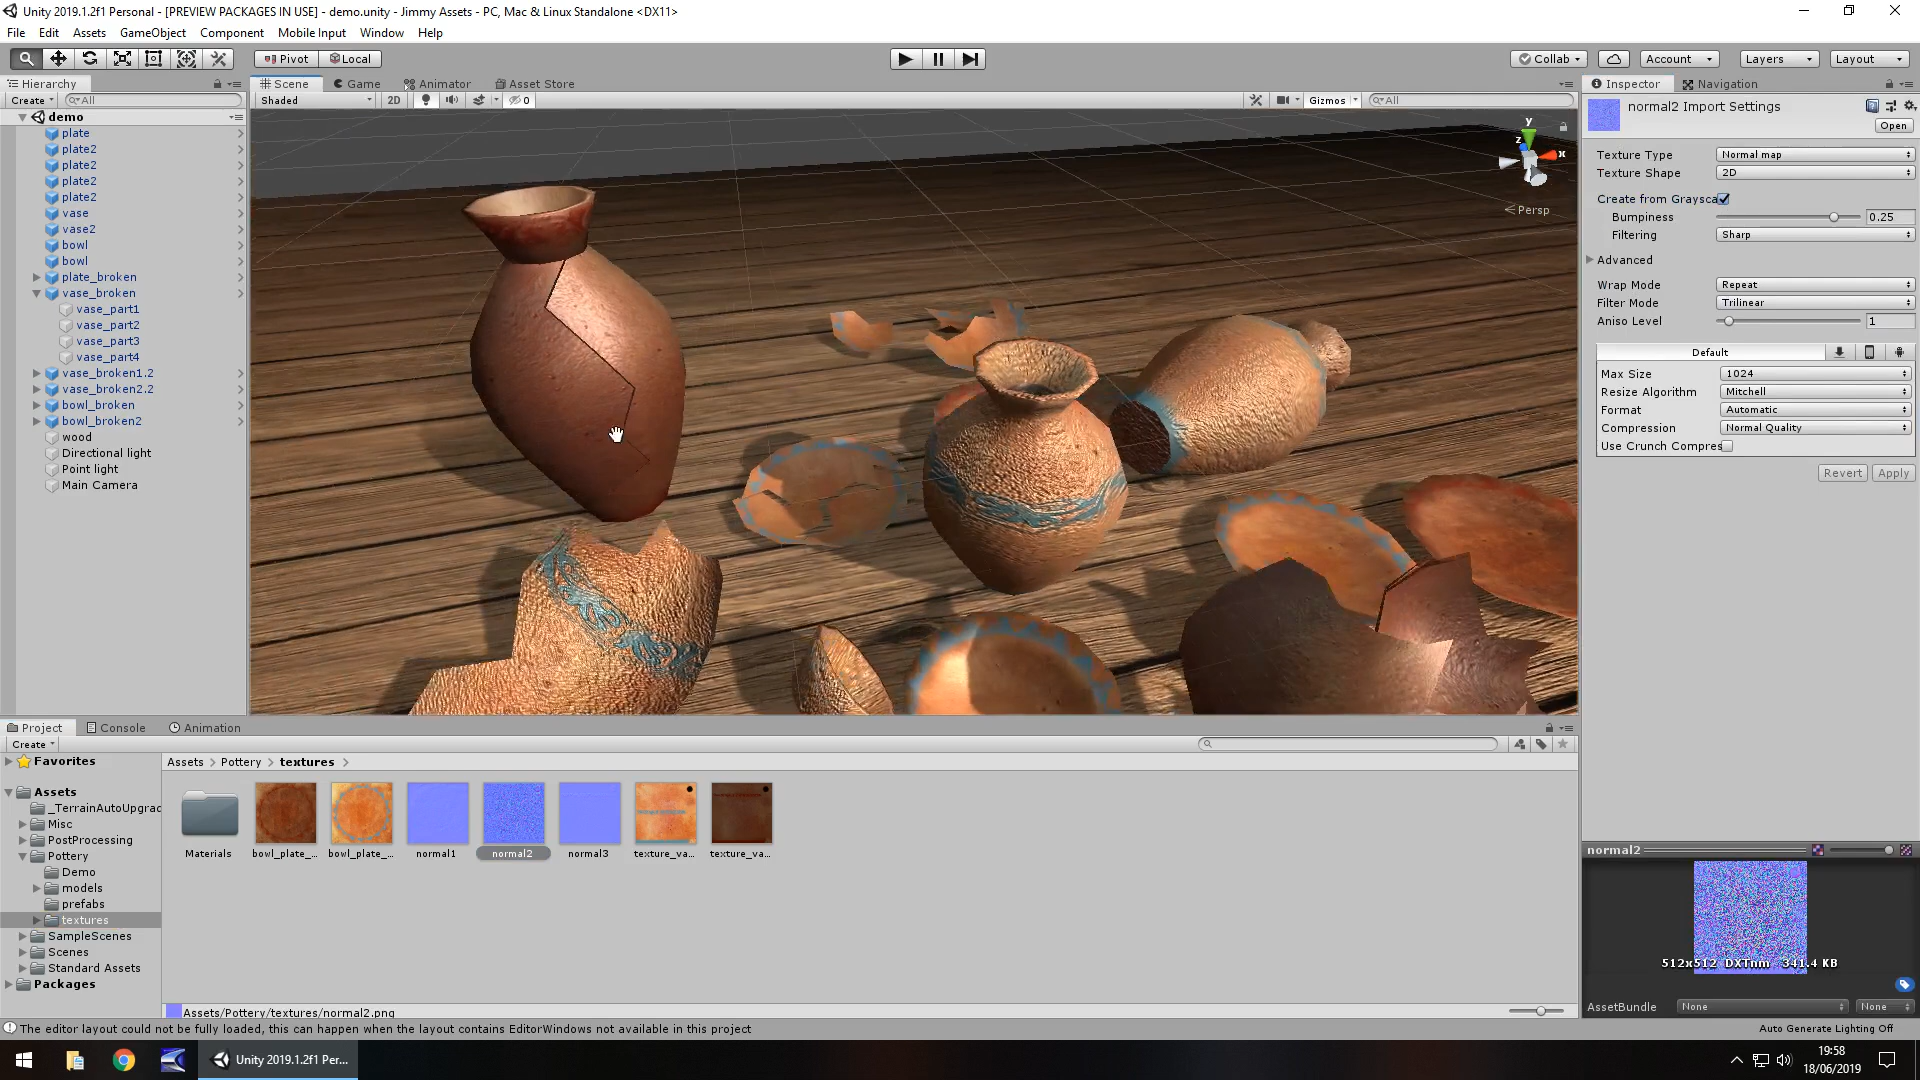 Unity 2019.1.2f1 Personal - [PREVIEW PACKAGES IN USE] - demo.unity - Jimmy Assets - PC, Mac & Linux Standalone <DX11>
File Edit Assets GameObject Component Mobile Input Window Help
Pivot Local Collab Account Layers Layout
Hierarchy
Create All
demo
plate
plate2
plate2
plate2
plate2
vase
vase2
bowl
bowl
plate_broken
vase_broken
vase_part1
vase_part2
vase_part3
vase_part4
vase_broken1.2
vase_broken2.2
bowl_broken
bowl_broken2
wood
Directional light
Point light
Main Camera
Scene Game Animator Asset Store
Shaded 2D 0 Gizmos All
y
z x
Persp
Inspector Navigation
normal2 Import Settings
Open
Texture Type Normal map
Texture Shape 2D
Create from Graysca
Bumpiness 0.25
Filtering Sharp
Advanced
Wrap Mode Repeat
Filter Mode Trilinear
Aniso Level 1
Default
Max Size 1024
Resize Algorithm Mitchell
Format Automatic
Compression Normal Quality
Use Crunch Compres
Revert Apply
Project Console Animation
Create
Favorites
Assets
_TerrainAutoUpgrad
Misc
PostProcessing
Pottery
Demo
models
prefabs
textures
SampleScenes
Scenes
Standard Assets
Packages
Assets > Pottery > textures >
Materials bowl_plate_... bowl_plate_... normal1 normal2 normal3 texture_va... texture_va...
Assets/Pottery/textures/normal2.png
normal2
512x512 DXTnm 341.4 KB
AssetBundle None None
The editor layout could not be fully loaded, this can happen when the layout contains EditorWindows not available in this project
Auto Generate Lighting Off
Unity 2019.1.2f1 Per...
19:58
18/06/2019